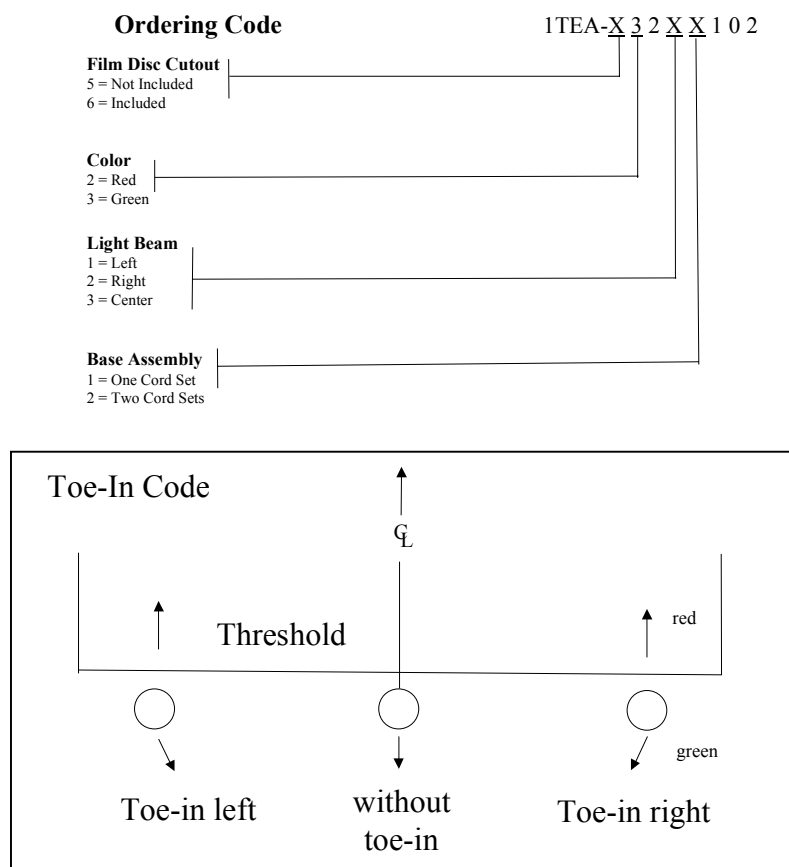 Ordering Code 1TEA-X 3 2 X X 1 0 2
Film Disc Cutout
5 = Not Included
6 = Included
Color
2 = Red
3 = Green
Light Beam
1 = Left
2 = Right
3 = Center
Base Assembly
1 = One Cord Set
2 = Two Cord Sets
Toe-In Code
℄
red
Threshold
green
Toe-in left
without
toe-in
Toe-in right